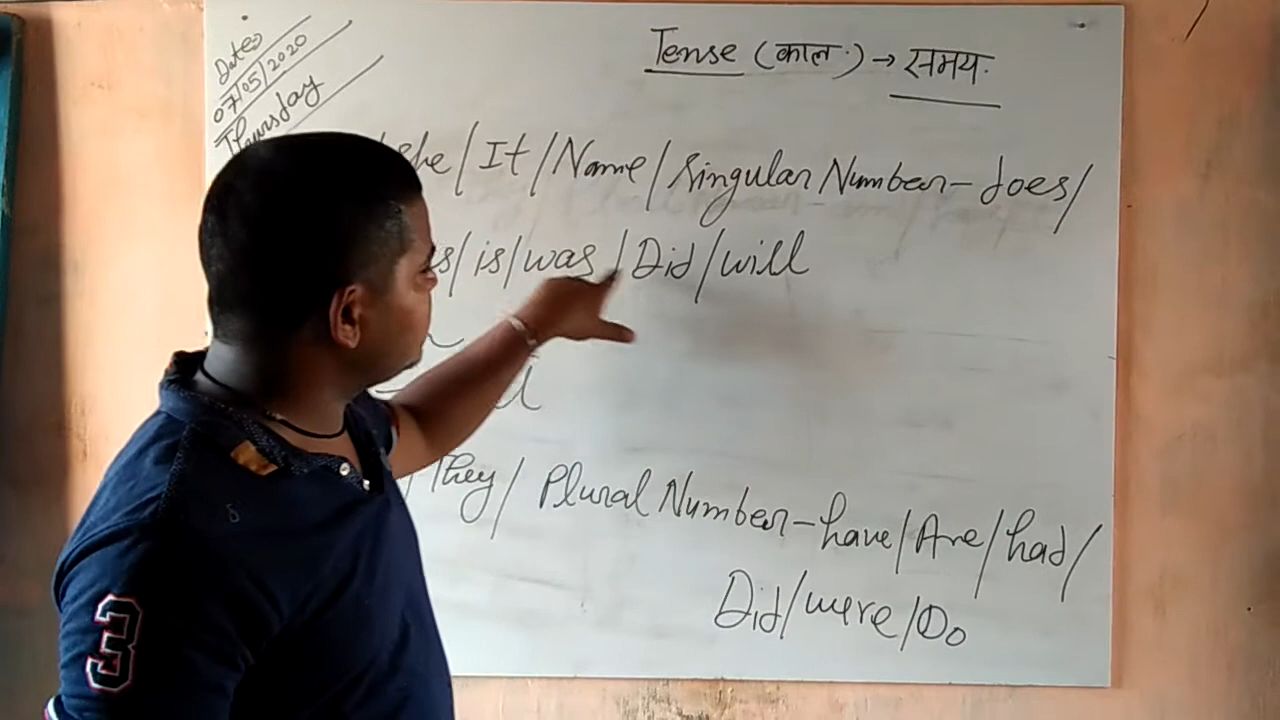 Date:
07/05/2020
Thursday
Tense (काल.) → समय.
She/It/Name/Singular Number-does/
is/was/Did/will
They/Plural Number-have/Are/had/
Did/were/Do
3